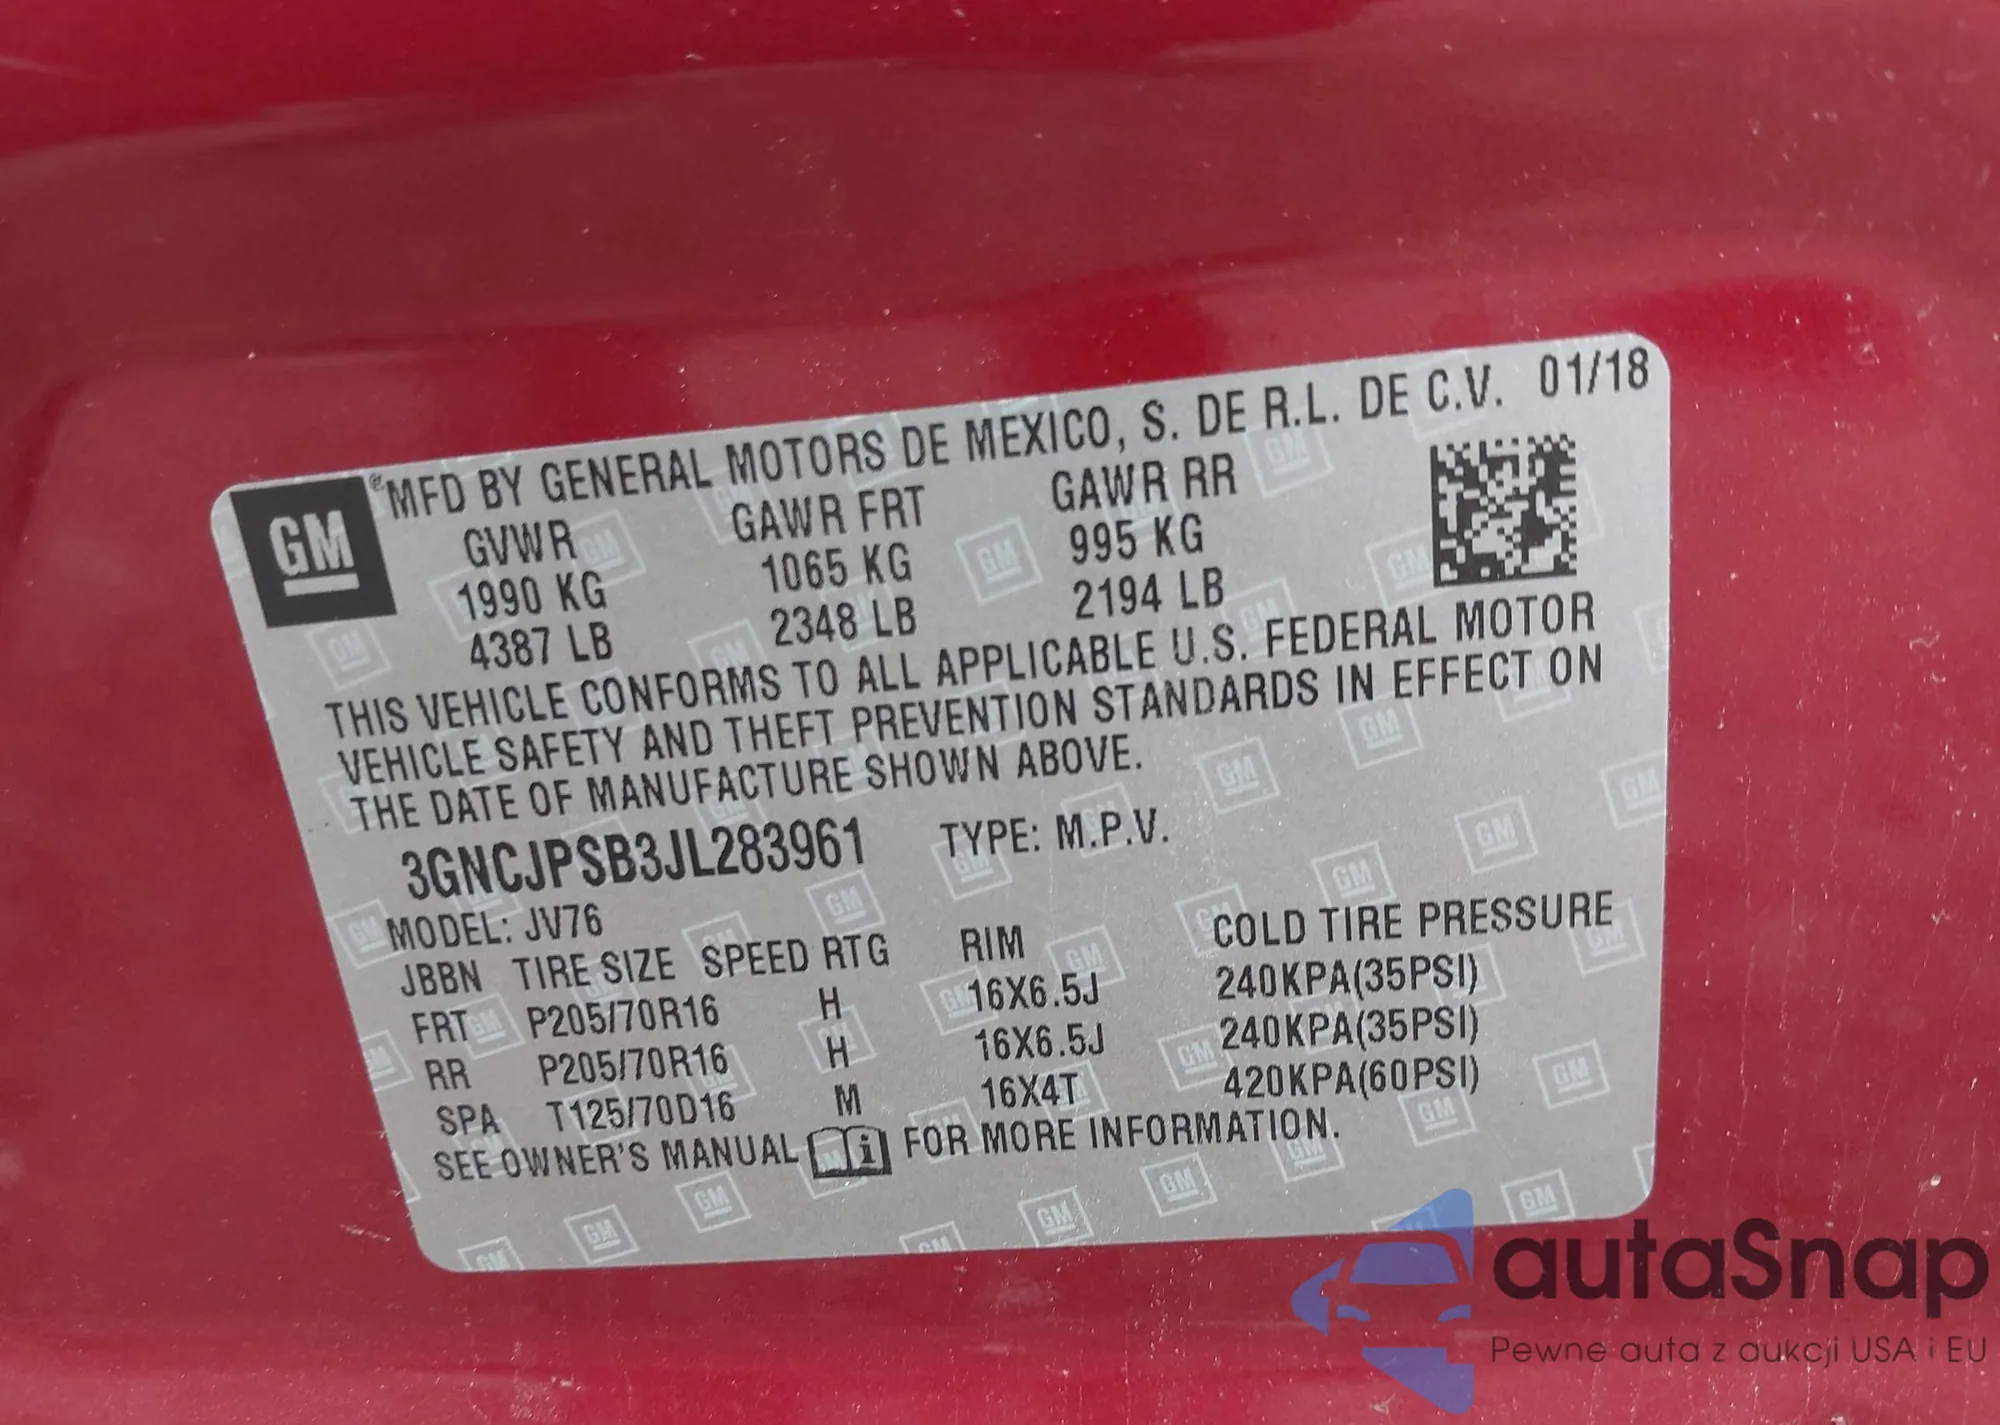 GM
MFD BY GENERAL MOTORS DE MEXICO, S. DE R.L. DE C.V. 01/18
GVWR GAWR FRT GAWR RR
1990 KG 1065 KG 995 KG
4387 LB 2348 LB 2194 LB
THIS VEHICLE CONFORMS TO ALL APPLICABLE U.S. FEDERAL MOTOR
VEHICLE SAFETY AND THEFT PREVENTION STANDARDS IN EFFECT ON
THE DATE OF MANUFACTURE SHOWN ABOVE.
3GNCJPSB3JL283961 TYPE: M.P.V.
MODEL: JV76
JBBN TIRE SIZE SPEED RTG RIM COLD TIRE PRESSURE
FRT P205/70R16 H 16X6.5J 240KPA(35PSI)
RR P205/70R16 H 16X6.5J 240KPA(35PSI)
SPA T125/70D16 M 16X4T 420KPA(60PSI)
SEE OWNER'S MANUAL i FOR MORE INFORMATION.
autaSnap
Pewne auta z aukcji USA i EU